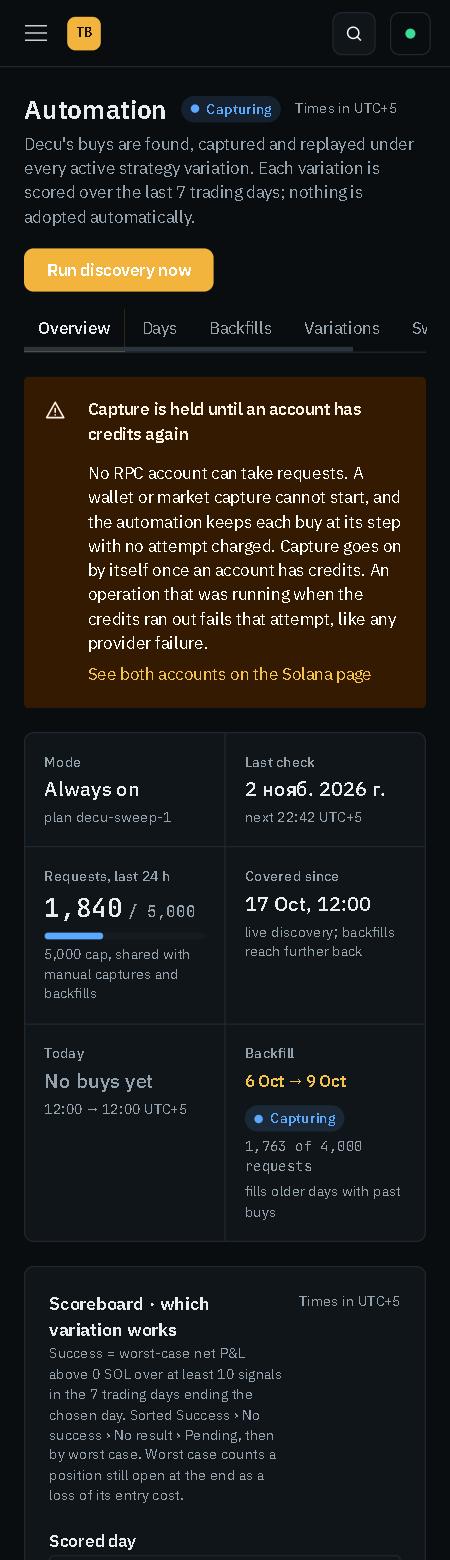 TB
Automation
Capturing
Times in UTC+5
Decu's buys are found, captured and replayed under
every active strategy variation. Each variation is
scored over the last 7 trading days; nothing is
adopted automatically.
Run discovery now
Overview Days Backfills Variations Sw
Capture is held until an account has
credits again
No RPC account can take requests. A
wallet or market capture cannot start, and
the automation keeps each buy at its step
with no attempt charged. Capture goes on
by itself once an account has credits. An
operation that was running when the
credits ran out fails that attempt, like any
provider failure.
See both accounts on the Solana page
Mode
Always on
plan decu-sweep-1
Last check
2 нояб. 2026 г.
next 22:42 UTC+5
Requests, last 24 h
1,840 / 5,000
5,000 cap, shared with
manual captures and
backfills
Covered since
17 Oct, 12:00
live discovery; backfills
reach further back
Today
No buys yet
12:00 → 12:00 UTC+5
Backfill
6 Oct → 9 Oct
Capturing
1,763 of 4,000
requests
fills older days with past
buys
Scoreboard · which
variation works
Times in UTC+5
Success = worst-case net P&L
above 0 SOL over at least 10 signals
in the 7 trading days ending the
chosen day. Sorted Success › No
success › No result › Pending, then
by worst case. Worst case counts a
position still open at the end as a
loss of its entry cost.
Scored day